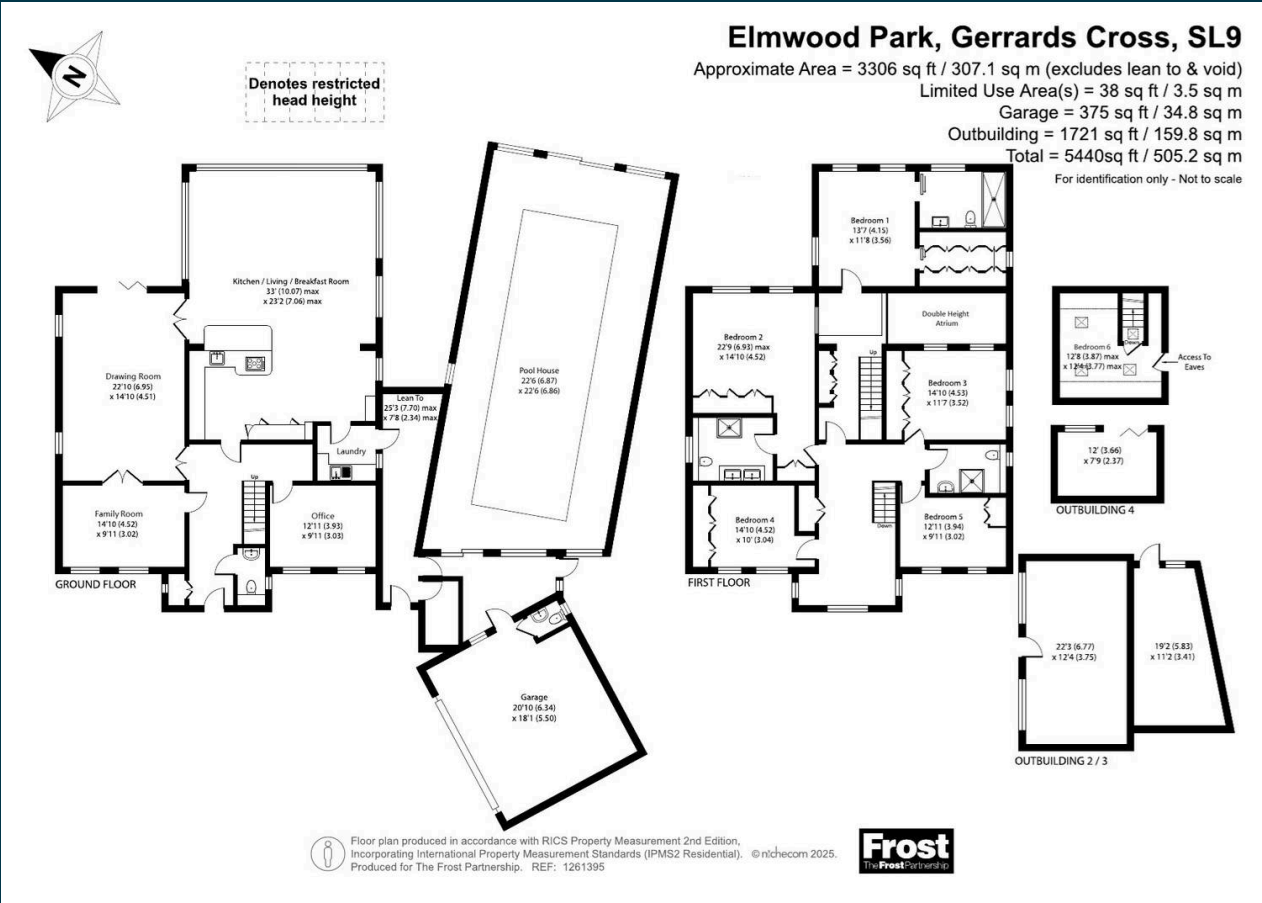 Elmwood Park, Gerrards Cross, SL9
Approximate Area = 3306 sq ft / 307.1 sq m (excludes lean to & void)
Limited Use Area(s) = 38 sq ft / 3.5 sq m
Garage = 375 sq ft / 34.8 sq m
Outbuilding = 1721 sq ft / 159.8 sq m
Total = 5440sq ft / 505.2 sq m
For identification only - Not to scale
N
Denotes restricted
head height
Kitchen / Living / Breakfast Room
33' (10.07) max
x 23'2 (7.06) max
Drawing Room
22'10 (6.95)
x 14'10 (4.51)
Lean To
25'3 (7.70) max
x 7'8 (2.34) max
Laundry
Up
Family Room
14'10 (4.52)
x 9'11 (3.02)
Office
12'11 (3.93)
x 9'11 (3.03)
GROUND FLOOR
Pool House
22'6 (6.87)
x 22'6 (6.86)
Garage
20'10 (6.34)
x 18'1 (5.50)
Bedroom 1
13'7 (4.15)
x 11'8 (3.56)
Double Height
Atrium
Bedroom 2
22'9 (6.93) max
x 14'10 (4.52)
Up
Bedroom 3
14'10 (4.53)
x 11'7 (3.52)
Bedroom 4
14'10 (4.52)
x 10' (3.04)
Down
Bedroom 5
12'11 (3.94)
x 9'11 (3.02)
FIRST FLOOR
Down
Bedroom 6
12'8 (3.87) max
x 12'4 (3.77) max
Access To
Eaves
12' (3.66)
x 7'9 (2.37)
OUTBUILDING 4
22'3 (6.77)
x 12'4 (3.75)
19'2 (5.83)
x 11'2 (3.41)
OUTBUILDING 2 / 3
Floor plan produced in accordance with RICS Property Measurement 2nd Edition,
Incorporating International Property Measurement Standards (IPMS2 Residential). © nichecom 2025.
Produced for The Frost Partnership. REF: 1261395
Frost
The Frost Partnership